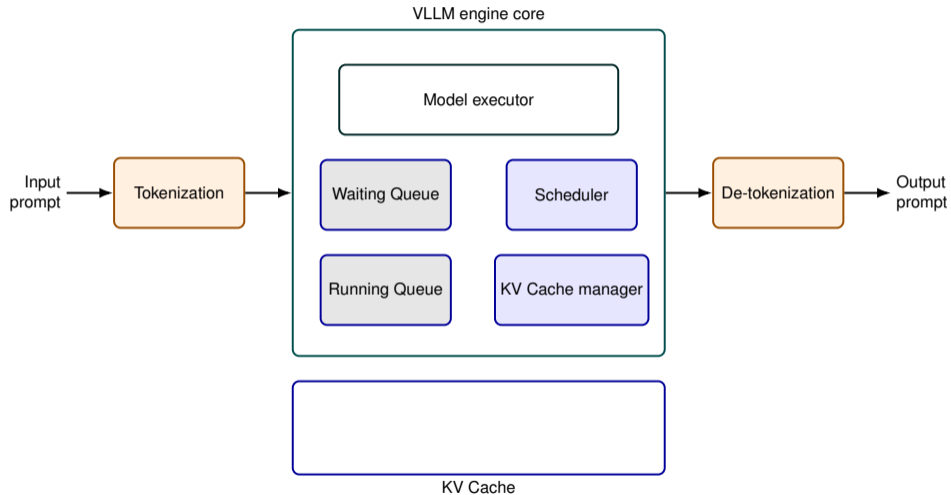 VLLM engine core
Model executor
Input
prompt
Tokenization
Waiting Queue
Scheduler
De-tokenization
Output
prompt
Running Queue
KV Cache manager
KV Cache